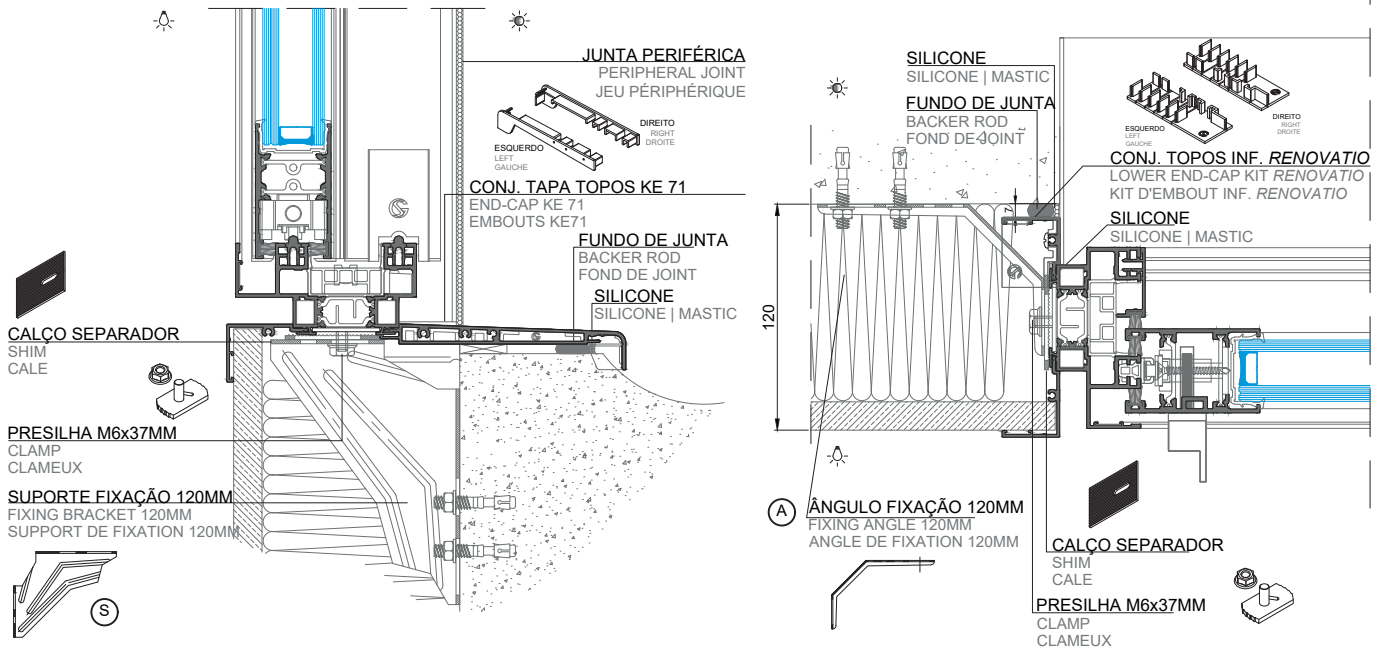 JUNTA PERIFÉRICA
PERIPHERAL JOINT
JEU PÉRIPHÉRIQUE
DIREITO
RIGHT
DROITE
ESQUERDO
LEFT
GAUCHE
CONJ. TAPA TOPOS KE 71
END-CAP KE 71
EMBOUTS KE71
FUNDO DE JUNTA
BACKER ROD
FOND DE JOINT
SILICONE
SILICONE | MASTIC
CALÇO SEPARADOR
SHIM
CALE
PRESILHA M6x37MM
CLAMP
CLAMEUX
SUPORTE FIXAÇÃO 120MM
FIXING BRACKET 120MM
SUPPORT DE FIXATION 120MM
S
SILICONE
SILICONE | MASTIC
FUNDO DE JUNTA
BACKER ROD
FOND DE JOINT
ESQUERDO
LEFT
GAUCHE
DIREITO
RIGHT
DROITE
CONJ. TOPOS INF. RENOVATIO
LOWER END-CAP KIT RENOVATIO
KIT D'EMBOUT INF. RENOVATIO
SILICONE
SILICONE | MASTIC
7
120
A
ÂNGULO FIXAÇÃO 120MM
FIXING ANGLE 120MM
ANGLE DE FIXATION 120MM
CALÇO SEPARADOR
SHIM
CALE
PRESILHA M6x37MM
CLAMP
CLAMEUX